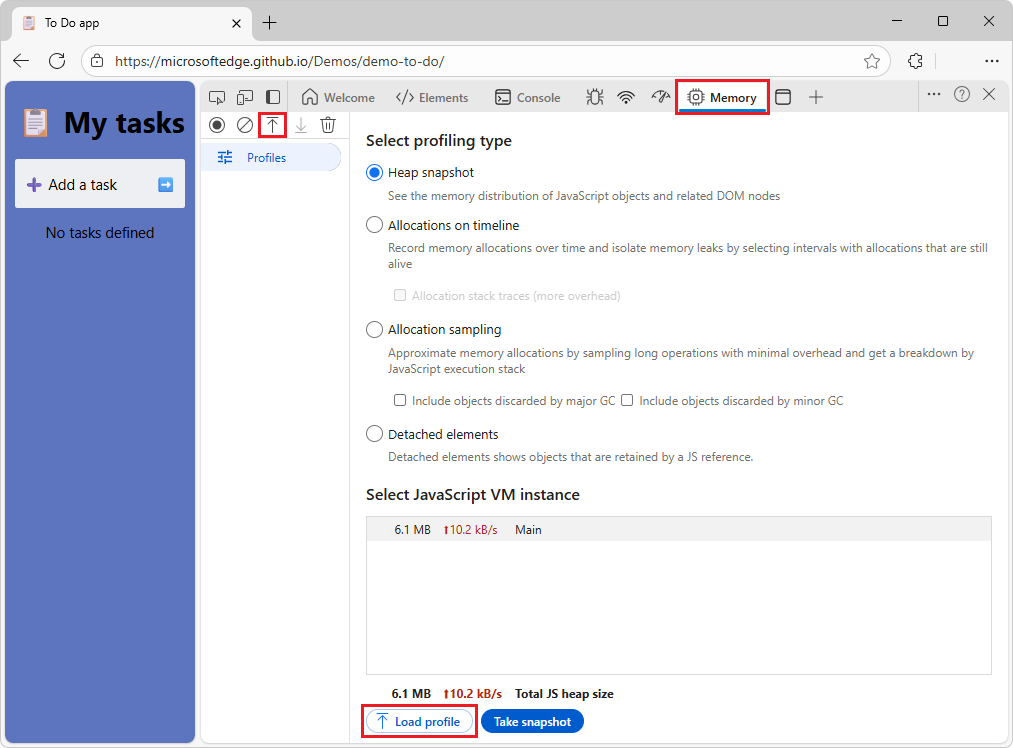 To Do app
https://microsoftedge.github.io/Demos/demo-to-do/
My tasks
Add a task
No tasks defined
Welcome
Elements
Console
Memory
Profiles
Select profiling type
Heap snapshot
See the memory distribution of JavaScript objects and related DOM nodes
Allocations on timeline
Record memory allocations over time and isolate memory leaks by selecting intervals with allocations that are still
alive
Allocation stack traces (more overhead)
Allocation sampling
Approximate memory allocations by sampling long operations with minimal overhead and get a breakdown by
JavaScript execution stack
Include objects discarded by major GC Include objects discarded by minor GC
Detached elements
Detached elements shows objects that are retained by a JS reference.
Select JavaScript VM instance
6.1 MB ↑10.2 kB/s Main
6.1 MB ↑10.2 kB/s Total JS heap size
Load profile Take snapshot